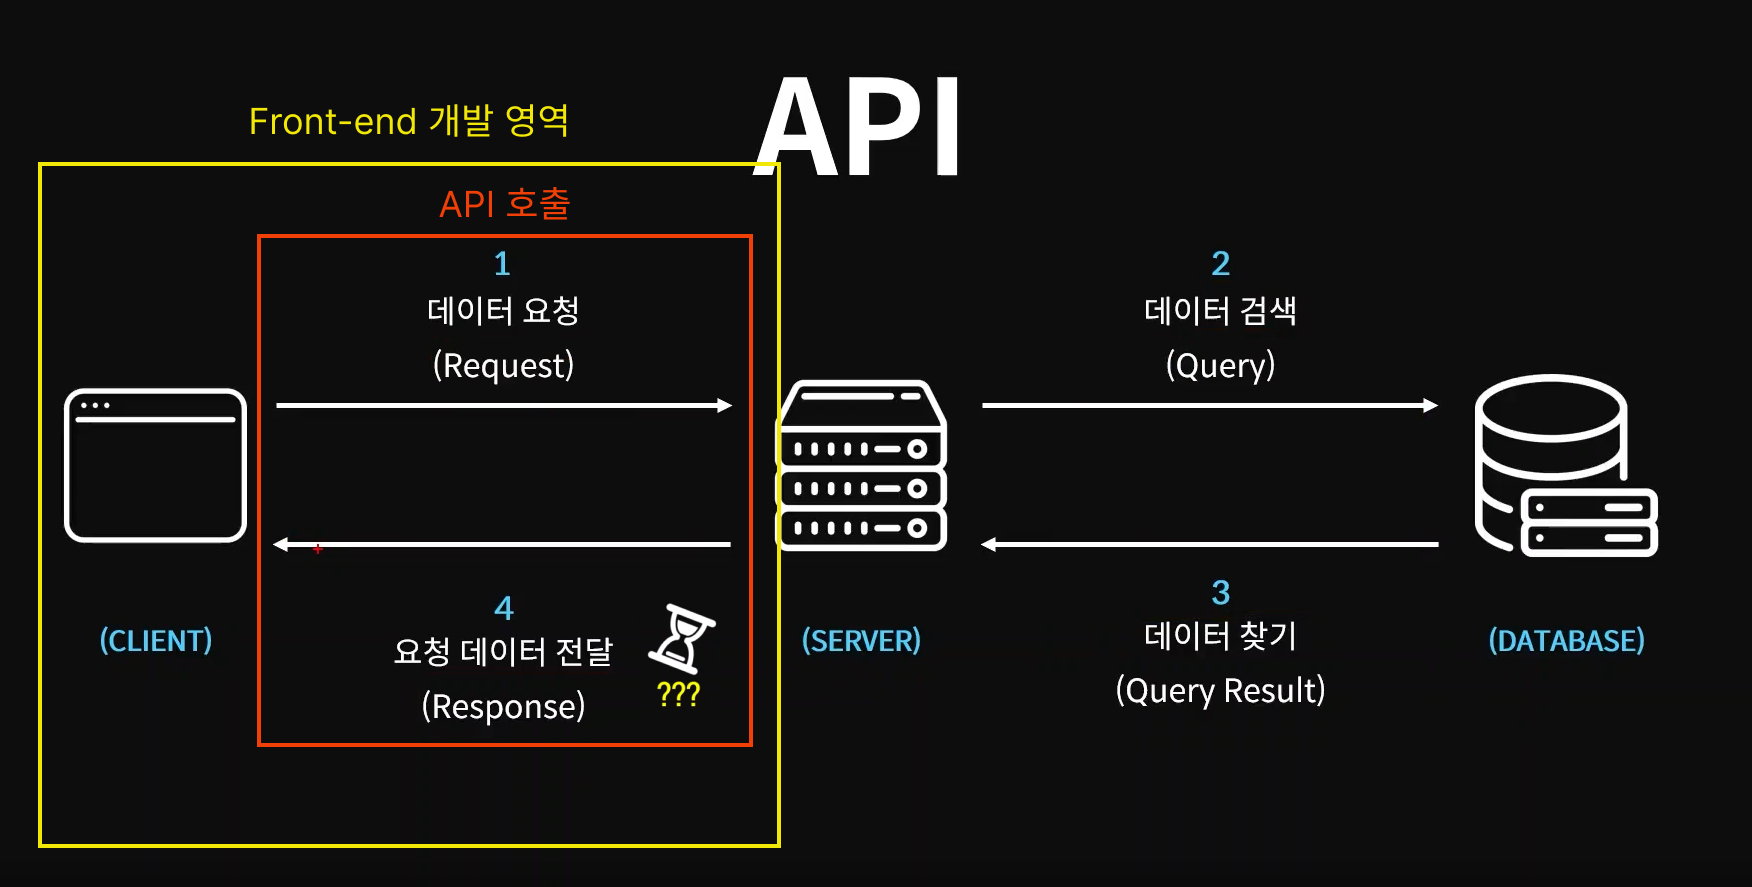 API
Front-end 개발 영역
API 호출
1
데이터 요청
(Request)
2
데이터 검색
(Query)
4
요청 데이터 전달
(Response)
???
3
데이터 찾기
(Query Result)
(CLIENT)
(SERVER)
(DATABASE)